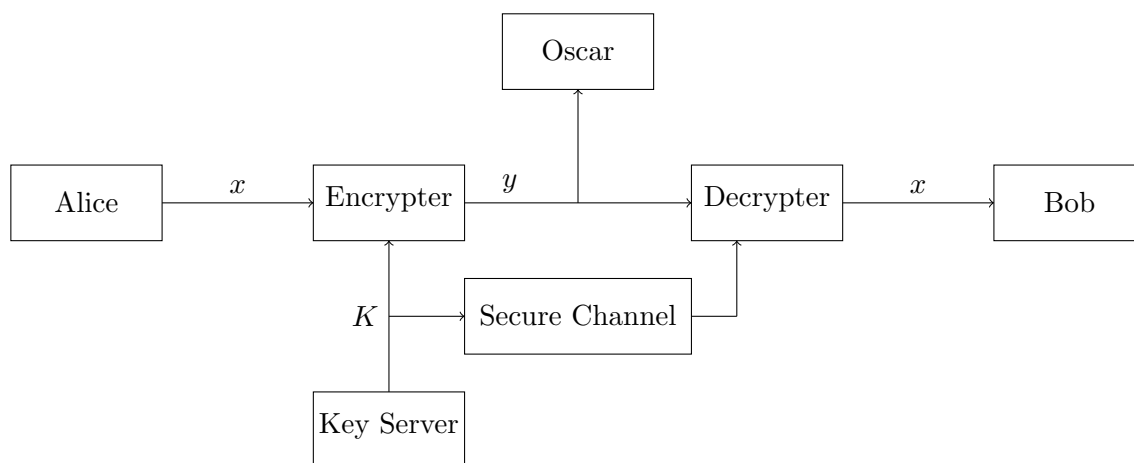 Oscar
Alice
x
Encrypter
y
Decrypter
x
Bob
K
Secure Channel
Key Server